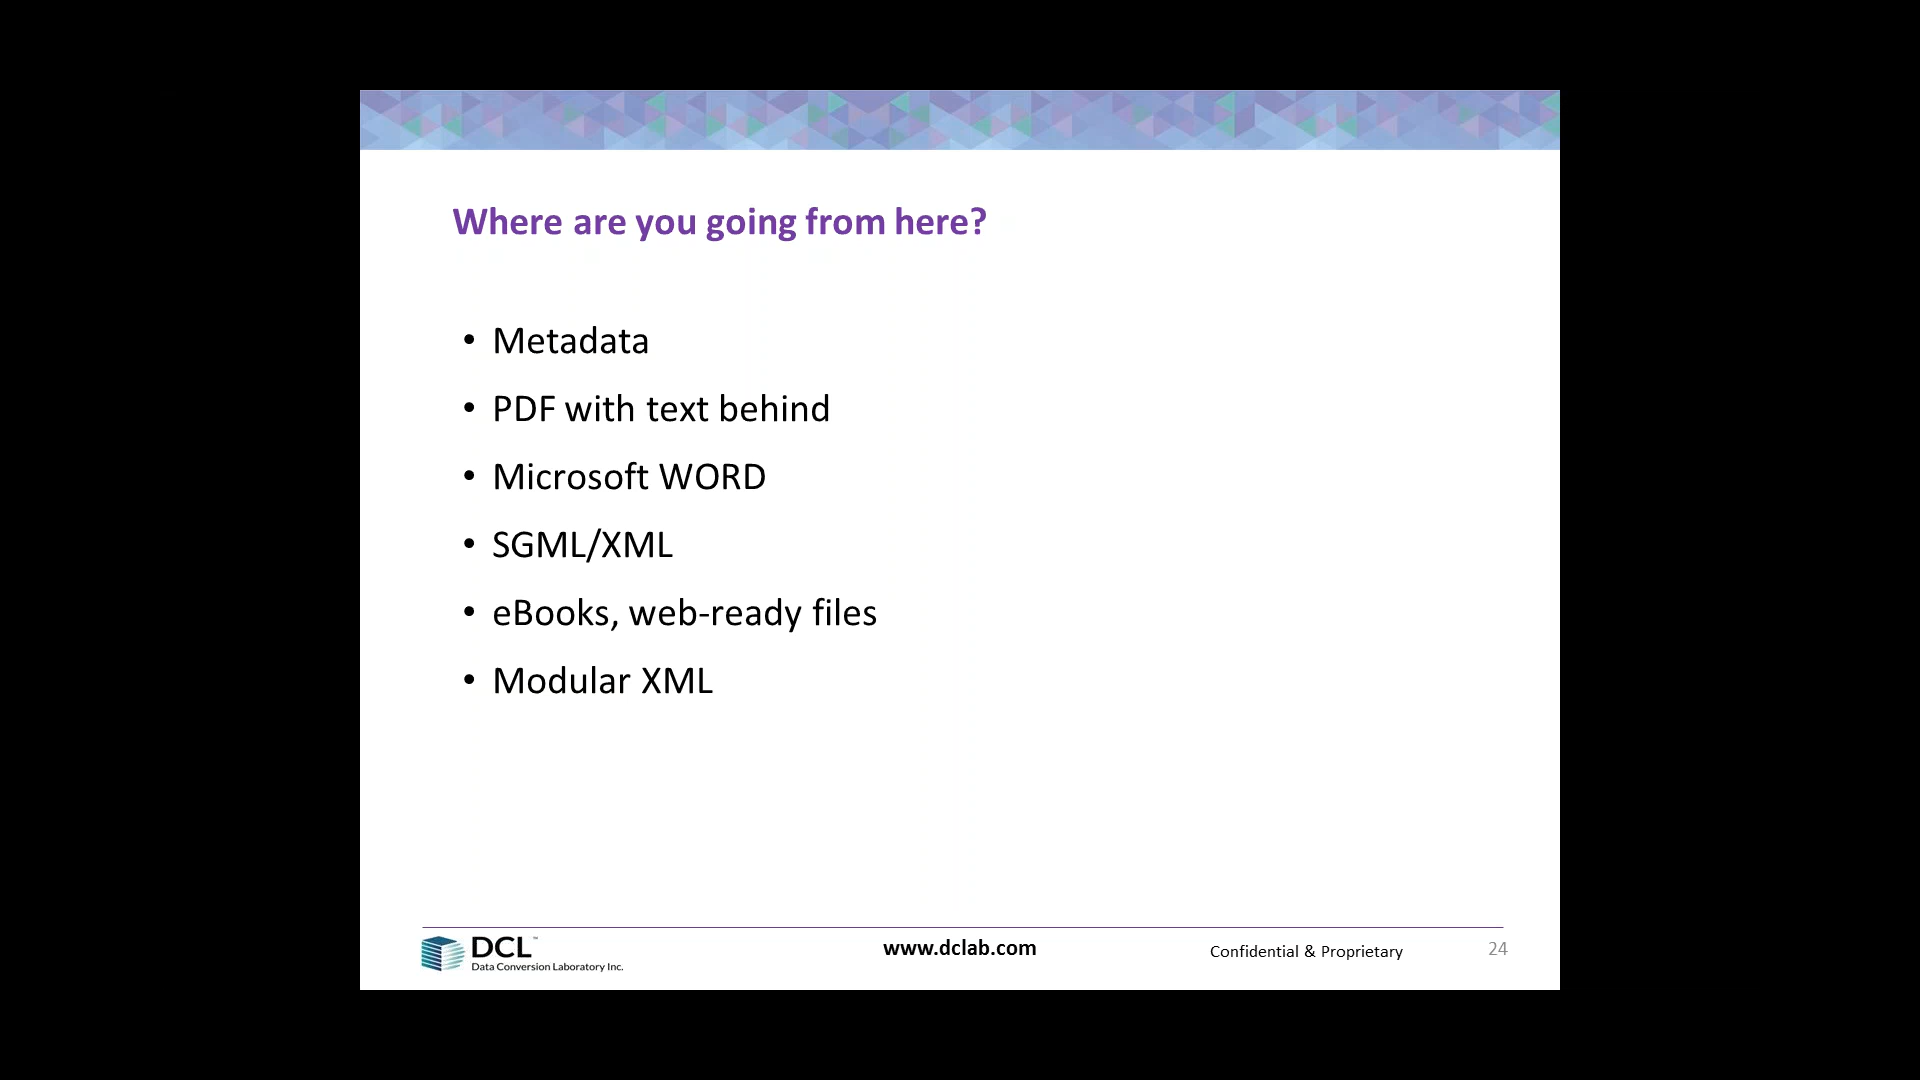 Where are you going from here?
• Metadata
• PDF with text behind
• Microsoft WORD
• SGML/XML
• eBooks, web-ready files
• Modular XML
DCL™
Data Conversion Laboratory Inc.
www.dclab.com
Confidential & Proprietary
24